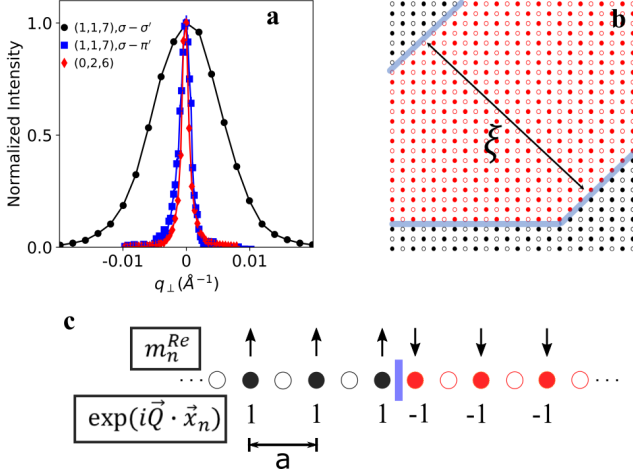 a
(1,1,7),σ−σ′
(1,1,7),σ−π′
(0,2,6)
Normalized Intensity
1.0
0.5
0.0
-0.01
0
0.01
q⊥(Å⁻¹)
b
ξ
c
m_n^{Re}
··· ···
exp(iQ⃗ · x⃗_n)
1 1 1 -1 -1 -1
a